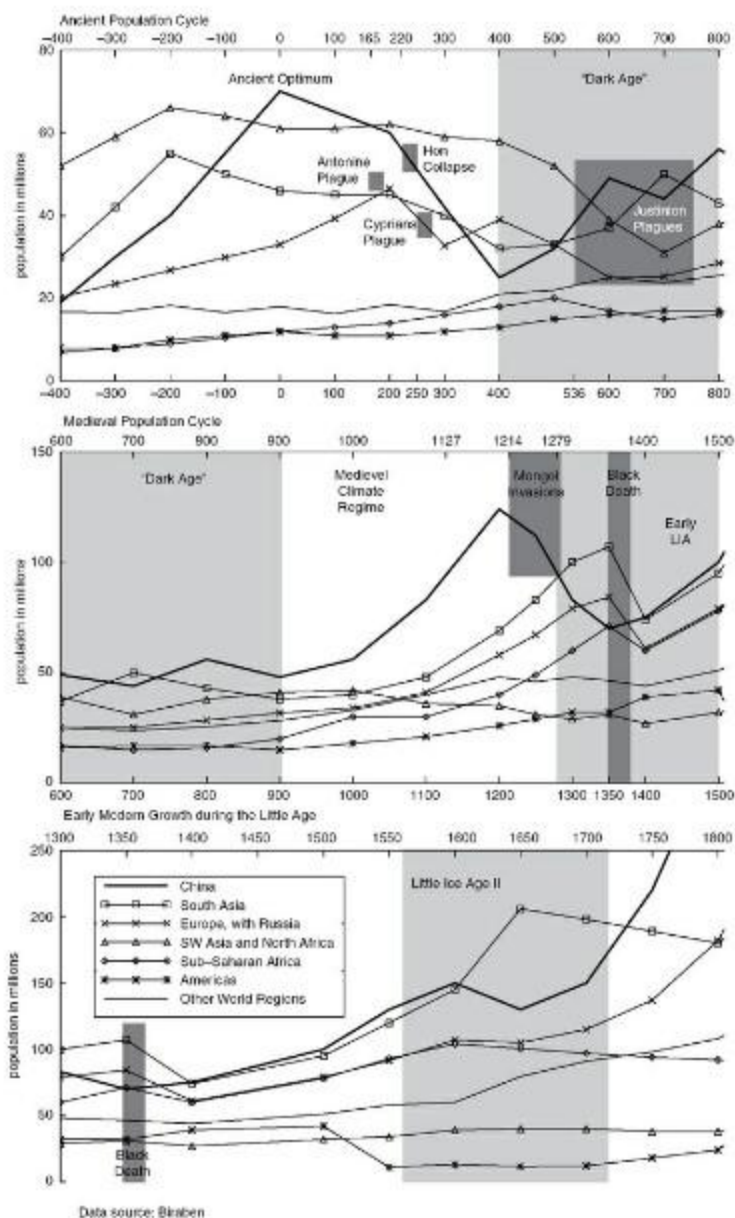 Ancient Population Cycle
-400 -300 -200 -100 0 100 165 220 300 400 500 600 700 800
200
80
Ancient Optimum
"Dark Age"
60
Han
Collapse
Antonine
Plague
40
Justinion
Plagues
Cyprians
Plague
20
0
population in millions
-400 -300 -200 -100 0 100 200 250 300 400 500 536 600 700 800
Medieval Population Cycle
600 700 800 900 1000 1127 1214 1279 1400 1500
150
"Dark Age"
Medievel
Climate
Regime
Mongol
Invasions
Black
Death
Early
LIA
100
50
0
population in millions
600 700 800 900 1000 1100 1200 1300 1350 1400 1500
Early Modern Growth during the Little Age
1300 1350 1400 1450 1500 1550 1600 1650 1700 1750 1800
250
China
South Asia
Europe, with Russia
SW Asia and North Africa
Sub-Saharan Africa
Americas
Other World Regions
Little Ice Age II
200
150
100
50
0
population in millions
Black
Death
Data source: Biraben